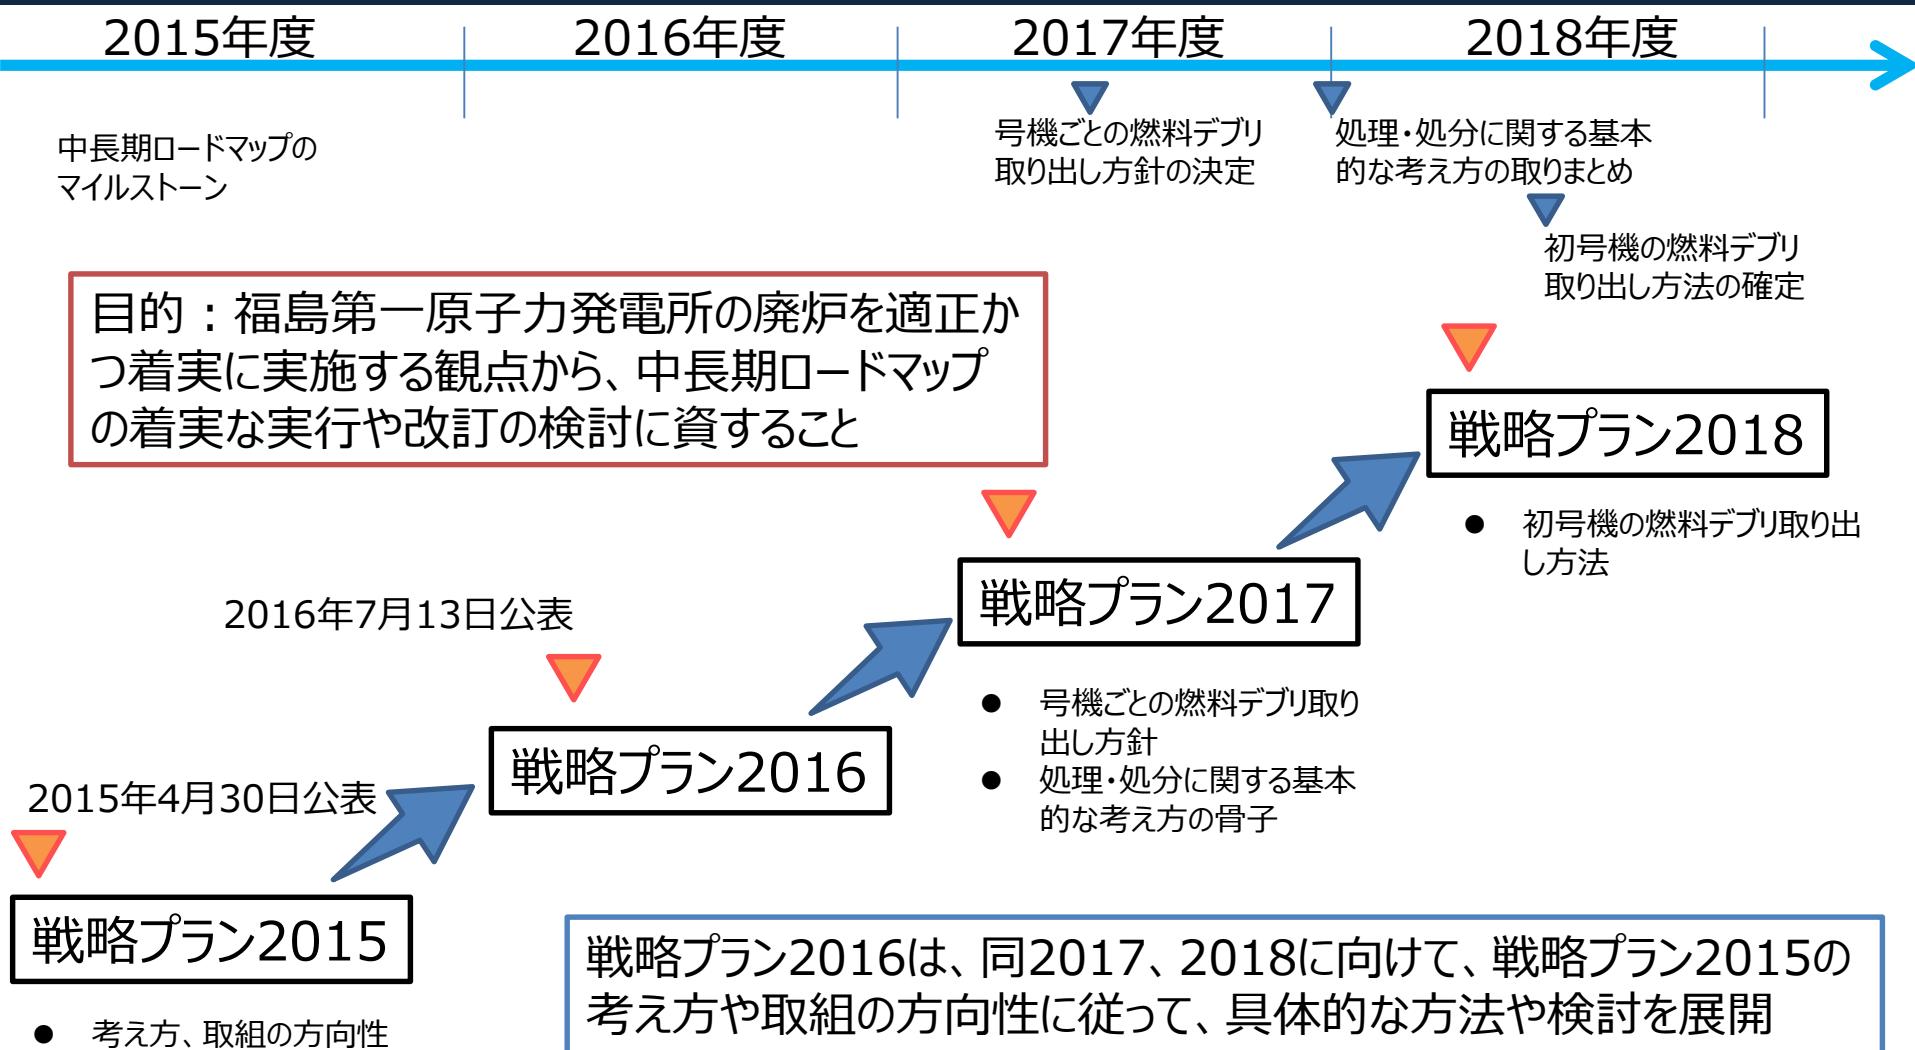 2015年度
2016年度
2017年度
2018年度
中長期ロードマップの
マイルストーン
号機ごとの燃料デブリ
取り出し方針の決定
処理・処分に関する基本
的な考え方の取りまとめ
初号機の燃料デブリ
取り出し方法の確定
目的：福島第一原子力発電所の廃炉を適正か
つ着実に実施する観点から、中長期ロードマップ
の着実な実行や改訂の検討に資すること
戦略プラン2018
● 初号機の燃料デブリ取り出
し方法
戦略プラン2017
● 号機ごとの燃料デブリ取り
出し方針
● 処理・処分に関する基本
的な考え方の骨子
2016年7月13日公表
戦略プラン2016
2015年4月30日公表
戦略プラン2015
● 考え方、取組の方向性
戦略プラン2016は、同2017、2018に向けて、戦略プラン2015の
考え方や取組の方向性に従って、具体的な方法や検討を展開